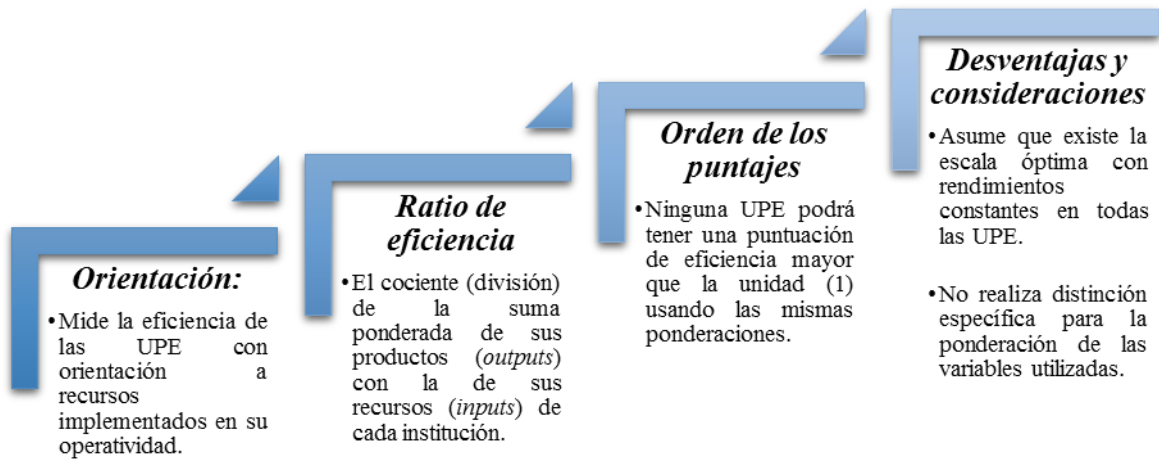 Orientación:
•Mide la eficiencia de
las UPE con
orientación a
recursos
implementados en su
operatividad.
Ratio de
eficiencia
•El cociente (división)
de la suma
ponderada de sus
productos (outputs)
con la de sus
recursos (inputs) de
cada institución.
Orden de los
puntajes
•Ninguna UPE podrá
tener una puntuación
de eficiencia mayor
que la unidad (1)
usando las mismas
ponderaciones.
Desventajas y
consideraciones
•Asume que existe la
escala óptima con
rendimientos
constantes en todas
las UPE.
•No realiza distinción
específica para la
ponderación de las
variables utilizadas.